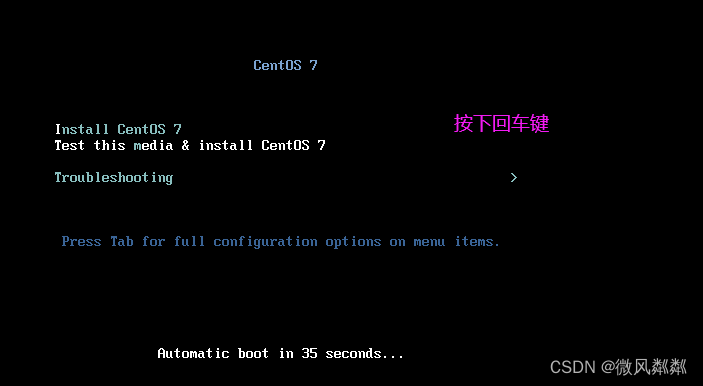 CentOS 7
Install CentOS 7
按下回车键
Test this media & install CentOS 7
Troubleshooting >
Press Tab for full configuration options on menu items.
Automatic boot in 35 seconds...
CSDN @微风粼粼